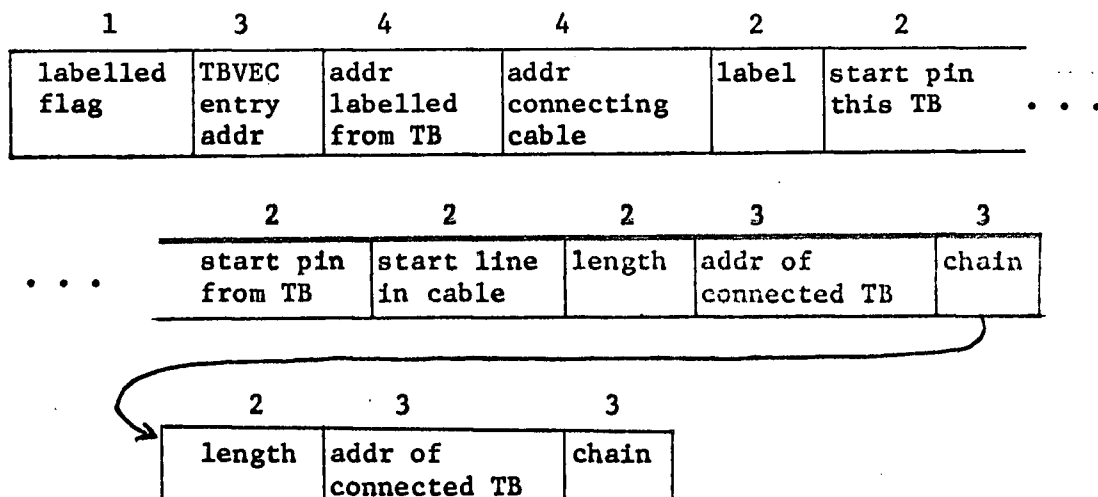 1 3 4 4 2 2
labelled TBVEC addr addr label start pin
flag entry labelled connecting this TB . . .
addr from TB cable
2 2 2 3 3
start pin start line length addr of chain
. . . from TB in cable connected TB
2 3 3
length addr of chain
connected TB